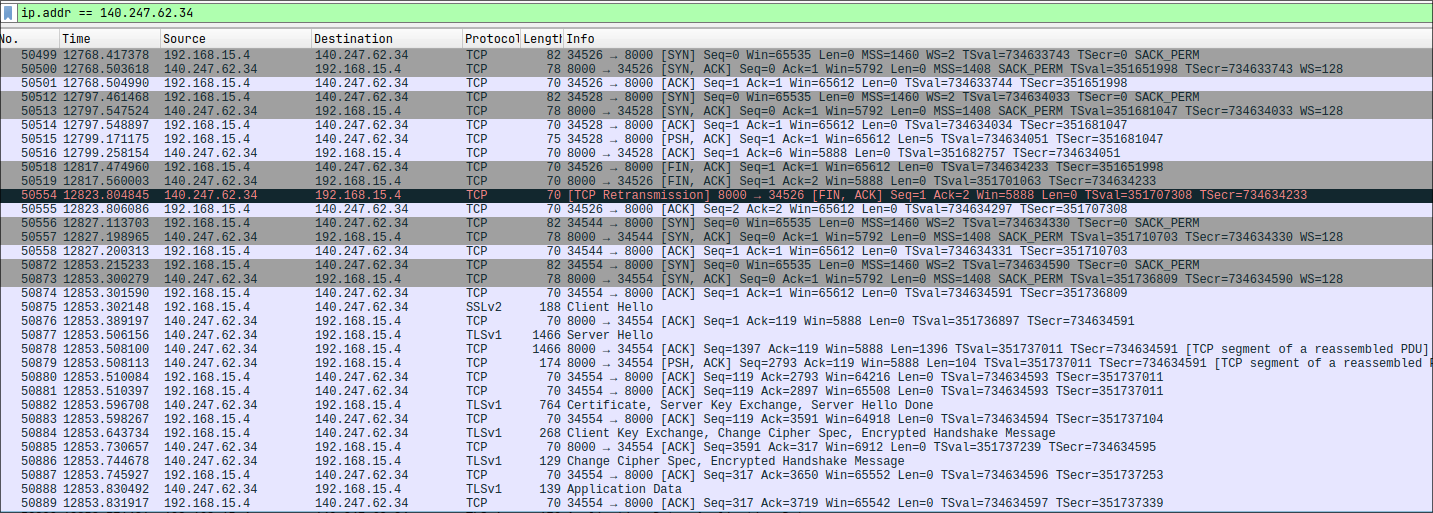 ip.addr == 140.247.62.34
No. Time Source Destination Protocol Length Info
50499 12768.417378 192.168.15.4 140.247.62.34 TCP 82 34526 → 8000 [SYN] Seq=0 Win=65535 Len=0 MSS=1460 WS=2 TSval=734633743 TSecr=0 SACK_PERM
50500 12768.503618 140.247.62.34 192.168.15.4 TCP 78 8000 → 34526 [SYN, ACK] Seq=0 Ack=1 Win=5792 Len=0 MSS=1408 SACK_PERM TSval=351651998 TSecr=734633743 WS=128
50501 12768.504990 192.168.15.4 140.247.62.34 TCP 70 34526 → 8000 [ACK] Seq=1 Ack=1 Win=65612 Len=0 TSval=734633744 TSecr=351651998
50512 12797.461468 192.168.15.4 140.247.62.34 TCP 82 34528 → 8000 [SYN] Seq=0 Win=65535 Len=0 MSS=1460 WS=2 TSval=734634033 TSecr=0 SACK_PERM
50513 12797.547524 140.247.62.34 192.168.15.4 TCP 78 8000 → 34528 [SYN, ACK] Seq=0 Ack=1 Win=5792 Len=0 MSS=1408 SACK_PERM TSval=351681047 TSecr=734634033 WS=128
50514 12797.548897 192.168.15.4 140.247.62.34 TCP 70 34528 → 8000 [ACK] Seq=1 Ack=1 Win=65612 Len=0 TSval=734634034 TSecr=351681047
50515 12799.171175 192.168.15.4 140.247.62.34 TCP 75 34528 → 8000 [PSH, ACK] Seq=1 Ack=1 Win=65612 Len=5 TSval=734634051 TSecr=351681047
50516 12799.258154 140.247.62.34 192.168.15.4 TCP 70 8000 → 34528 [ACK] Seq=1 Ack=6 Win=5888 Len=0 TSval=351682757 TSecr=734634051
50518 12817.474960 192.168.15.4 140.247.62.34 TCP 70 34526 → 8000 [FIN, ACK] Seq=1 Ack=1 Win=65612 Len=0 TSval=734634233 TSecr=351651998
50519 12817.560003 140.247.62.34 192.168.15.4 TCP 70 8000 → 34526 [FIN, ACK] Seq=1 Ack=2 Win=5888 Len=0 TSval=351701063 TSecr=734634233
50554 12823.804845 140.247.62.34 192.168.15.4 TCP 70 [TCP Retransmission] 8000 → 34526 [FIN, ACK] Seq=1 Ack=2 Win=5888 Len=0 TSval=351707308 TSecr=734634233
50555 12823.806086 192.168.15.4 140.247.62.34 TCP 70 34526 → 8000 [ACK] Seq=2 Ack=2 Win=65612 Len=0 TSval=734634297 TSecr=351707308
50556 12827.113703 192.168.15.4 140.247.62.34 TCP 82 34544 → 8000 [SYN] Seq=0 Win=65535 Len=0 MSS=1460 WS=2 TSval=734634330 TSecr=0 SACK_PERM
50557 12827.198965 140.247.62.34 192.168.15.4 TCP 78 8000 → 34544 [SYN, ACK] Seq=0 Ack=1 Win=5792 Len=0 MSS=1408 SACK_PERM TSval=351710703 TSecr=734634330 WS=128
50558 12827.200313 192.168.15.4 140.247.62.34 TCP 70 34544 → 8000 [ACK] Seq=1 Ack=1 Win=65612 Len=0 TSval=734634331 TSecr=351710703
50872 12853.215233 192.168.15.4 140.247.62.34 TCP 82 34554 → 8000 [SYN] Seq=0 Win=65535 Len=0 MSS=1460 WS=2 TSval=734634590 TSecr=0 SACK_PERM
50873 12853.300279 140.247.62.34 192.168.15.4 TCP 78 8000 → 34554 [SYN, ACK] Seq=0 Ack=1 Win=5792 Len=0 MSS=1408 SACK_PERM TSval=351736809 TSecr=734634590 WS=128
50874 12853.301590 192.168.15.4 140.247.62.34 TCP 70 34554 → 8000 [ACK] Seq=1 Ack=1 Win=65612 Len=0 TSval=734634591 TSecr=351736809
50875 12853.302148 192.168.15.4 140.247.62.34 SSLv2 188 Client Hello
50876 12853.389197 140.247.62.34 192.168.15.4 TCP 70 8000 → 34554 [ACK] Seq=1 Ack=119 Win=5888 Len=0 TSval=351736897 TSecr=734634591
50877 12853.506156 140.247.62.34 192.168.15.4 TLSv1 1466 Server Hello
50878 12853.508100 140.247.62.34 192.168.15.4 TCP 1466 8000 → 34554 [ACK] Seq=1397 Ack=119 Win=5888 Len=1396 TSval=351737011 TSecr=734634591 [TCP segment of a reassembled PDU]
50879 12853.508113 140.247.62.34 192.168.15.4 TCP 174 8000 → 34554 [PSH, ACK] Seq=2793 Ack=119 Win=5888 Len=104 TSval=351737011 TSecr=734634591 [TCP segment of a reassembled
50880 12853.510084 192.168.15.4 140.247.62.34 TCP 70 34554 → 8000 [ACK] Seq=119 Ack=2793 Win=64216 Len=0 TSval=734634593 TSecr=351737011
50881 12853.510397 192.168.15.4 140.247.62.34 TCP 70 34554 → 8000 [ACK] Seq=119 Ack=2897 Win=65508 Len=0 TSval=734634593 TSecr=351737011
50882 12853.596708 140.247.62.34 192.168.15.4 TLSv1 764 Certificate, Server Key Exchange, Server Hello Done
50883 12853.598267 192.168.15.4 140.247.62.34 TCP 70 34554 → 8000 [ACK] Seq=119 Ack=3591 Win=64918 Len=0 TSval=734634594 TSecr=351737104
50884 12853.643734 192.168.15.4 140.247.62.34 TLSv1 268 Client Key Exchange, Change Cipher Spec, Encrypted Handshake Message
50885 12853.730657 140.247.62.34 192.168.15.4 TCP 70 8000 → 34554 [ACK] Seq=3591 Ack=317 Win=6912 Len=0 TSval=351737239 TSecr=734634595
50886 12853.744678 140.247.62.34 192.168.15.4 TLSv1 129 Change Cipher Spec, Encrypted Handshake Message
50887 12853.745927 192.168.15.4 140.247.62.34 TCP 70 34554 → 8000 [ACK] Seq=317 Ack=3650 Win=65552 Len=0 TSval=734634596 TSecr=351737253
50888 12853.830492 140.247.62.34 192.168.15.4 TLSv1 139 Application Data
50889 12853.831917 192.168.15.4 140.247.62.34 TCP 70 34554 → 8000 [ACK] Seq=317 Ack=3719 Win=65542 Len=0 TSval=734634597 TSecr=351737339